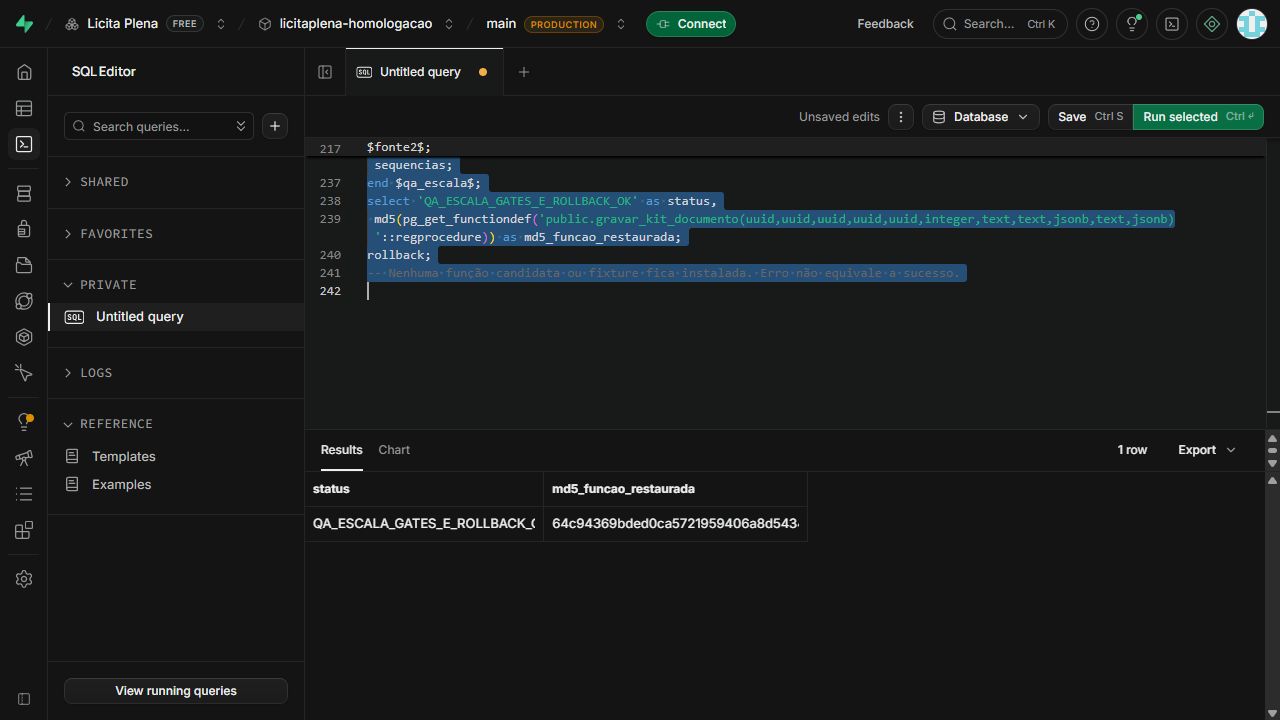 Licita Plena FREE
licitaplena-homologacao
main PRODUCTION
Connect
Feedback
Search... Ctrl K
SQL Editor
SQL Untitled query
Search queries...
Unsaved edits
Database
Save Ctrl S
Run selected Ctrl
SHARED
FAVORITES
PRIVATE
SQL Untitled query
LOGS
REFERENCE
Templates
Examples
View running queries
217 $fonte2$;
sequencias;
237 end $qa_escala$;
238 select 'QA_ESCALA_GATES_E_ROLLBACK_OK' as status,
239 md5(pg_get_functiondef('public.gravar_kit_documento(uuid,uuid,uuid,uuid,uuid,integer,text,text,jsonb,text,jsonb)
'::regprocedure)) as md5_funcao_restaurada;
240 rollback;
241 -- Nenhuma função candidata ou fixture fica instalada. Erro não equivale a sucesso.
242
Results Chart
1 row
Export
status md5_funcao_restaurada
QA_ESCALA_GATES_E_ROLLBACK_ 64c94369bded0ca5721959406a8d543